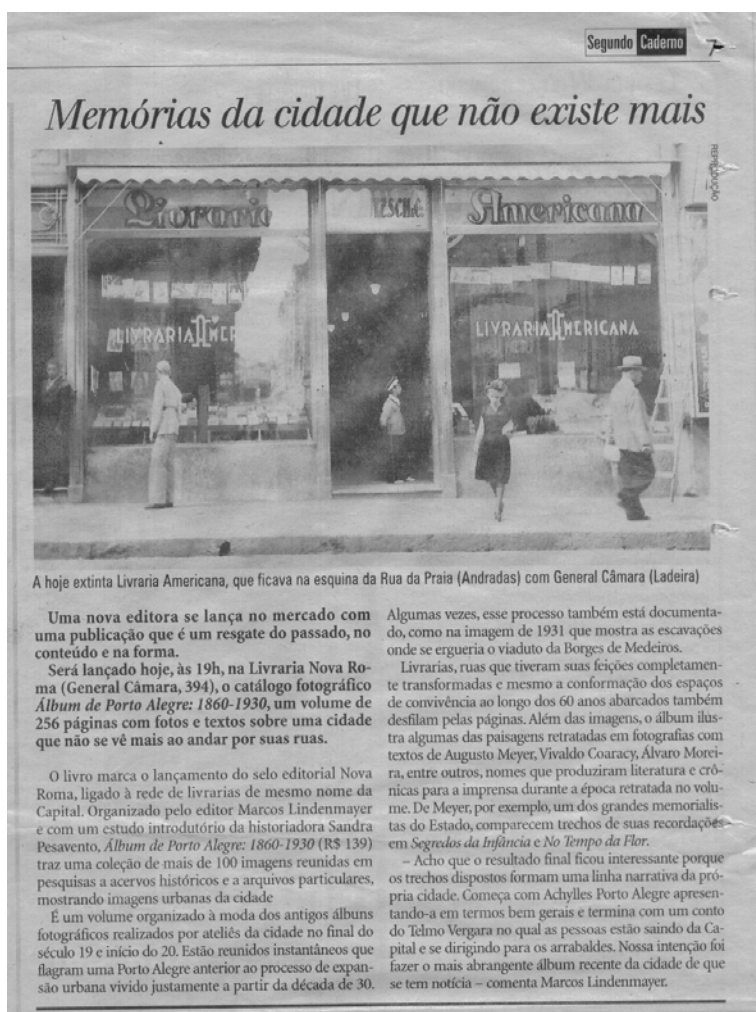 Segundo Caderno 7
Memórias da cidade que não existe mais
REPRODUÇÃO
Livraria
Americana
LIVRARIA AMER
LIVRARIA AMERICANA
A hoje extinta Livraria Americana, que ficava na esquina da Rua da Praia (Andradas) com General Câmara (Ladeira)
Uma nova editora se lança no mercado com
uma publicação que é um resgate do passado, no
conteúdo e na forma.
Será lançado hoje, às 19h, na Livraria Nova Ro-
ma (General Câmara, 394), o catálogo fotográfico
Álbum de Porto Alegre: 1860-1930, um volume de
256 páginas com fotos e textos sobre uma cidade
que não se vê mais ao andar por suas ruas.
O livro marca o lançamento do selo editorial Nova
Roma, ligado à rede de livrarias de mesmo nome da
Capital. Organizado pelo editor Marcos Lindenmayer
e com um estudo introdutório da historiadora Sandra
Pesavento, Álbum de Porto Alegre: 1860-1930 (R$ 139)
traz uma coleção de mais de 100 imagens reunidas em
pesquisas a acervos históricos e a arquivos particulares,
mostrando imagens urbanas da cidade
É um volume organizado à moda dos antigos álbuns
fotográficos realizados por ateliês da cidade no final do
século 19 e início do 20. Estão reunidos instantâneos que
flagram uma Porto Alegre anterior ao processo de expan-
são urbana vivido justamente a partir da década de 30.
Algumas vezes, esse processo também está documenta-
do, como na imagem de 1931 que mostra as escavações
onde se ergueria o viaduto da Borges de Medeiros.
Livrarias, ruas que tiveram suas feições completamen-
te transformadas e mesmo a conformação dos espaços
de convivência ao longo dos 60 anos abarcados também
desfilam pelas páginas. Além das imagens, o álbum ilus-
tra algumas das paisagens retratadas em fotografias com
textos de Augusto Meyer, Vivaldo Coaracy, Álvaro Morei-
ra, entre outros, nomes que produziram literatura e crô-
nicas para a imprensa durante a época retratada no volu-
me. De Meyer, por exemplo, um dos grandes memorialis-
tas do Estado, comparecem trechos de suas recordações
em Segredos da Infância e No Tempo da Flor.
– Acho que o resultado final ficou interessante porque
os trechos dispostos formam uma linha narrativa da pró-
pria cidade. Começa com Achylles Porto Alegre apresen-
tando-a em termos bem gerais e termina com um conto
do Telmo Vergara no qual as pessoas estão saindo da Ca-
pital e se dirigindo para os arrabaldes. Nossa intenção foi
fazer o mais abrangente álbum recente da cidade de que
se tem notícia – comenta Marcos Lindenmayer.